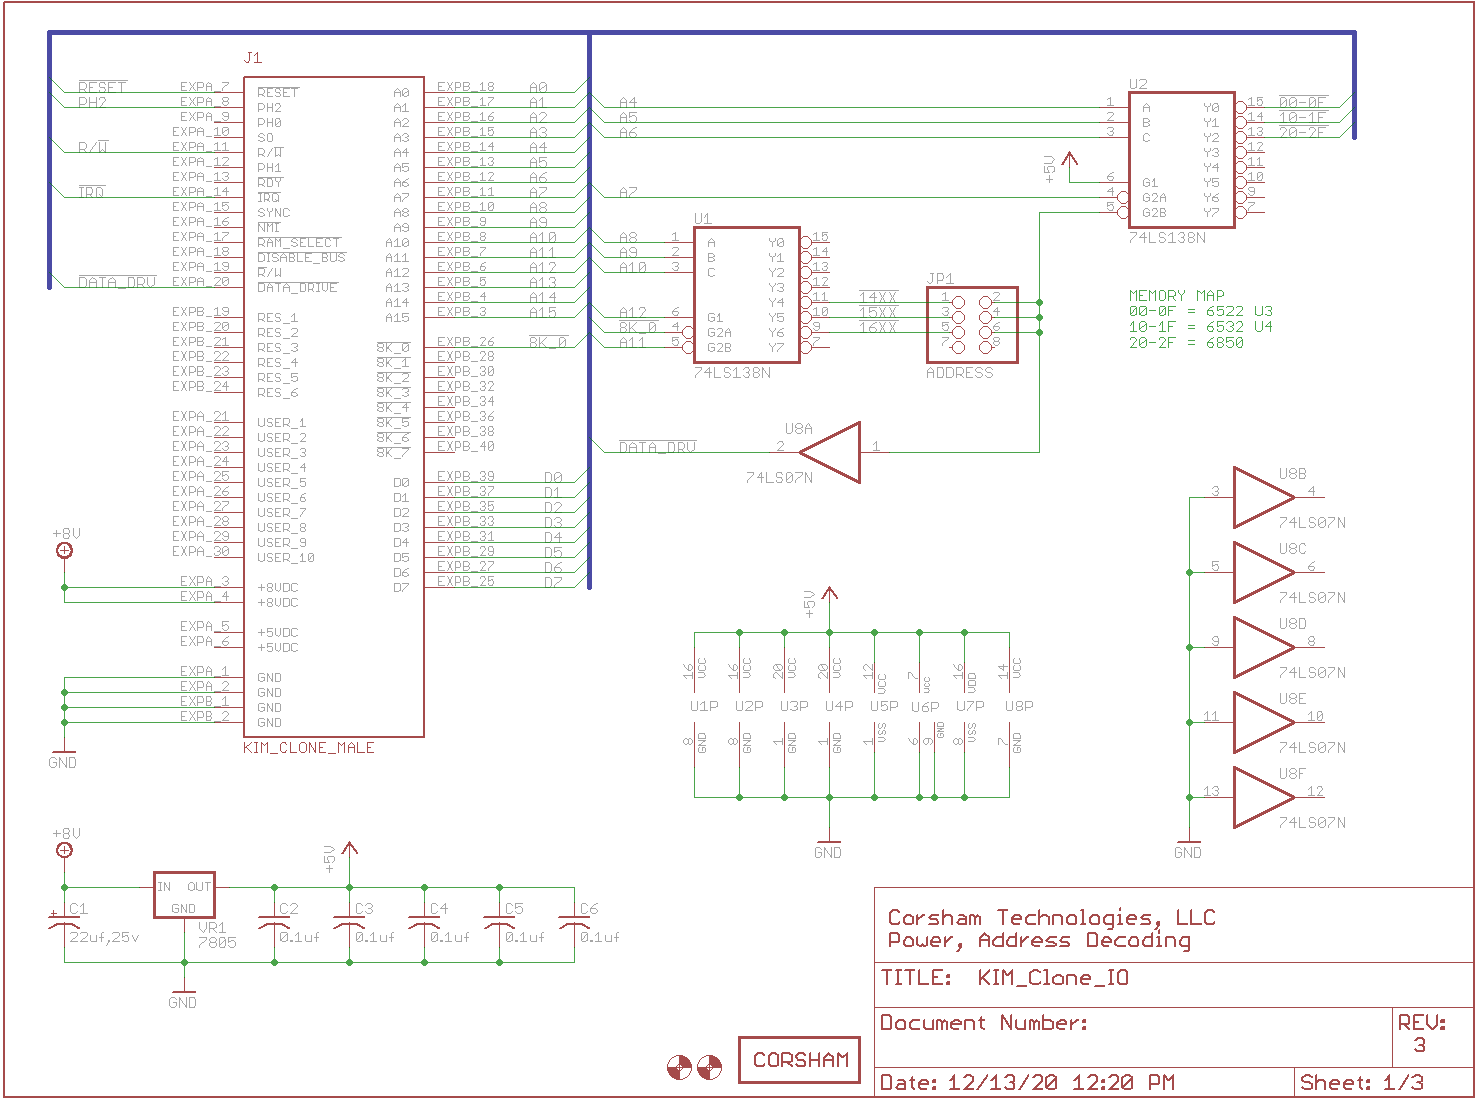 J1
RESET EXPA_7 RESET A0 EXPB_18 A0
PH2 EXPA_8 PH2 A1 EXPB_17 A1
EXPA_9 PH0 A2 EXPB_16 A2
EXPA_10 SO A3 EXPB_15 A3
R/W EXPA_11 R/W A4 EXPB_14 A4
EXPA_12 PH1 A5 EXPB_13 A5
EXPA_13 RDY A6 EXPB_12 A6
IRQ EXPA_14 IRQ A7 EXPB_11 A7
EXPA_15 SYNC A8 EXPB_10 A8
EXPA_16 NMI A9 EXPB_9 A9
EXPA_17 RAM_SELECT A10 EXPB_8 A10
EXPA_18 DISABLE_BUS A11 EXPB_7 A11
EXPA_19 R/W A12 EXPB_6 A12
DATA_DRV EXPA_20 DATA_DRIVE A13 EXPB_5 A13
A14 EXPB_4 A14
EXPB_19 RES_1 A15 EXPB_3 A15
EXPB_20 RES_2
EXPB_21 RES_3 8K_0 EXPB_26 8K_0
EXPB_22 RES_4 8K_1 EXPB_28
EXPB_23 RES_5 8K_2 EXPB_30
EXPB_24 RES_6 8K_3 EXPB_32
8K_4 EXPB_34
EXPA_21 USER_1 8K_5 EXPB_36
EXPA_22 USER_2 8K_6 EXPB_38
EXPA_23 USER_3 8K_7 EXPB_40
EXPA_24 USER_4
EXPA_25 USER_5 D0 EXPB_39 D0
EXPA_26 USER_6 D1 EXPB_37 D1
EXPA_27 USER_7 D2 EXPB_35 D2
EXPA_28 USER_8 D3 EXPB_33 D3
EXPA_29 USER_9 D4 EXPB_31 D4
EXPA_30 USER_10 D5 EXPB_29 D5
D6 EXPB_27 D6
+8V
EXPA_3 +8VDC D7 EXPB_25 D7
EXPA_4 +8VDC
EXPA_5 +5VDC
EXPA_6 +5VDC
EXPA_1 GND
EXPA_2 GND
EXPB_1 GND
EXPB_2 GND
GND
KIM_CLONE_MALE
U2
A4 1 A Y0 15 00-0F
A5 2 B Y1 14 10-1F
A6 3 C Y2 13 20-2F
Y3 12
Y4 11
+5V 6 G1 Y5 10
A7 4 G2A Y6 9
5 G2B Y7 7
74LS138N
U1
A8 1 A Y0 15
A9 2 B Y1 14
A10 3 C Y2 13
Y3 12
Y4 11 14XX
A12 6 G1 Y5 10 15XX
8K_0 4 G2A Y6 9 16XX
A11 5 G2B Y7 7
74LS138N
JP1
1 2
3 4
5 6
7 8
ADDRESS
MEMORY MAP
00-0F = 6522 U3
10-1F = 6532 U4
20-2F = 6850
U8A
DATA_DRV 2 1
74LS07N
U8B
3 4
74LS07N
U8C
5 6
74LS07N
U8D
9 8
74LS07N
U8E
11 10
74LS07N
U8F
13 12
74LS07N
GND
+5V
16 VCC 16 VCC 20 VCC 20 VCC 12 VCC 7 VCC 16 VDD 14 VCC
U1P U2P U3P U4P U5P U6P U7P U8P
8 GND 8 GND 1 GND 1 GND 1 VSS 6 9 GND 8 VSS 7 GND
GND
+8V +5V
IN OUT
GND
+ C1 VR1 C2 C3 C4 C5 C6
22uf,25v 7805 0.1uf 0.1uf 0.1uf 0.1uf 0.1uf
GND
Corsham Technologies, LLC
Power, Address Decoding
TITLE: KIM_Clone_IO
Document Number:
REV:
3
CORSHAM
Date: 12/13/20 12:20 PM
Sheet: 1/3